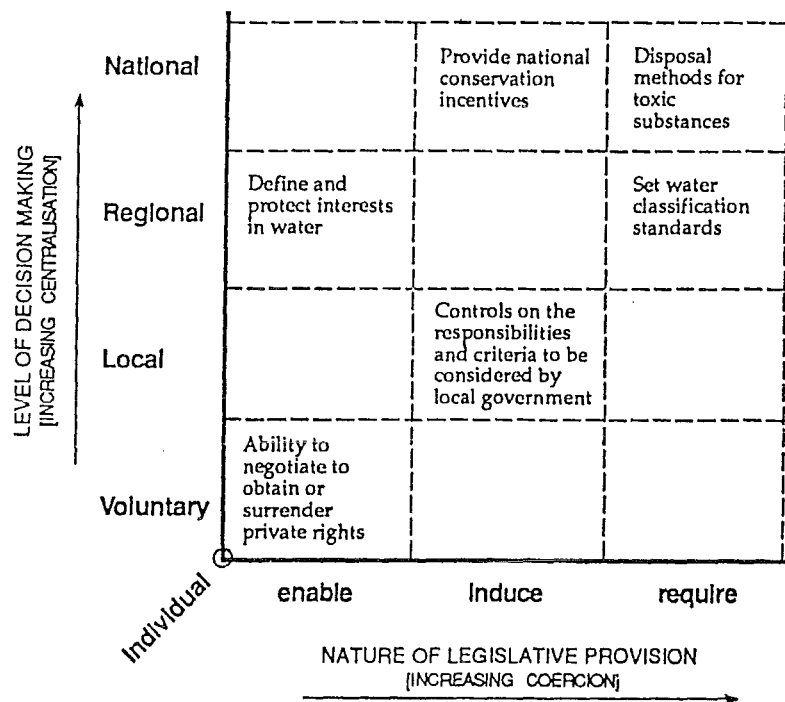 National
Provide national
conservation
incentives
Disposal
methods for
toxic
substances
LEVEL OF DECISION MAKING
[INCREASING CENTRALISATION]
Regional
Define and
protect interests
in water
Set water
classification
standards
Local
Controls on the
responsibilities
and criteria to be
considered by
local government
Voluntary
Ability to
negotiate to
obtain or
surrender
private rights
Individual
enable
induce
require
NATURE OF LEGISLATIVE PROVISION
[INCREASING COERCION]